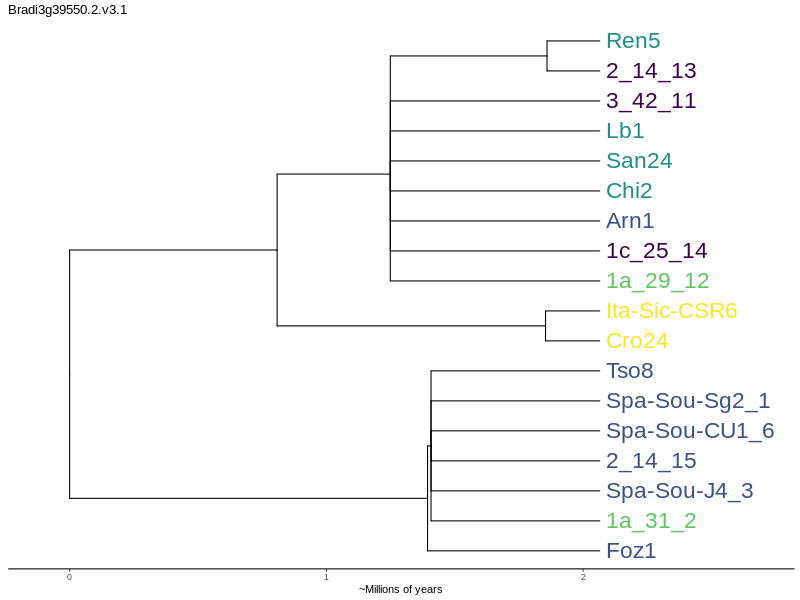 Bradi3g39550.2.v3.1
Ren5
2_14_13
3_42_11
Lb1
San24
Chi2
Arn1
1c_25_14
1a_29_12
Ita-Sic-CSR6
Cro24
Tso8
Spa-Sou-Sg2_1
Spa-Sou-CU1_6
2_14_15
Spa-Sou-J4_3
1a_31_2
Foz1
0 1 2
~Millions of years